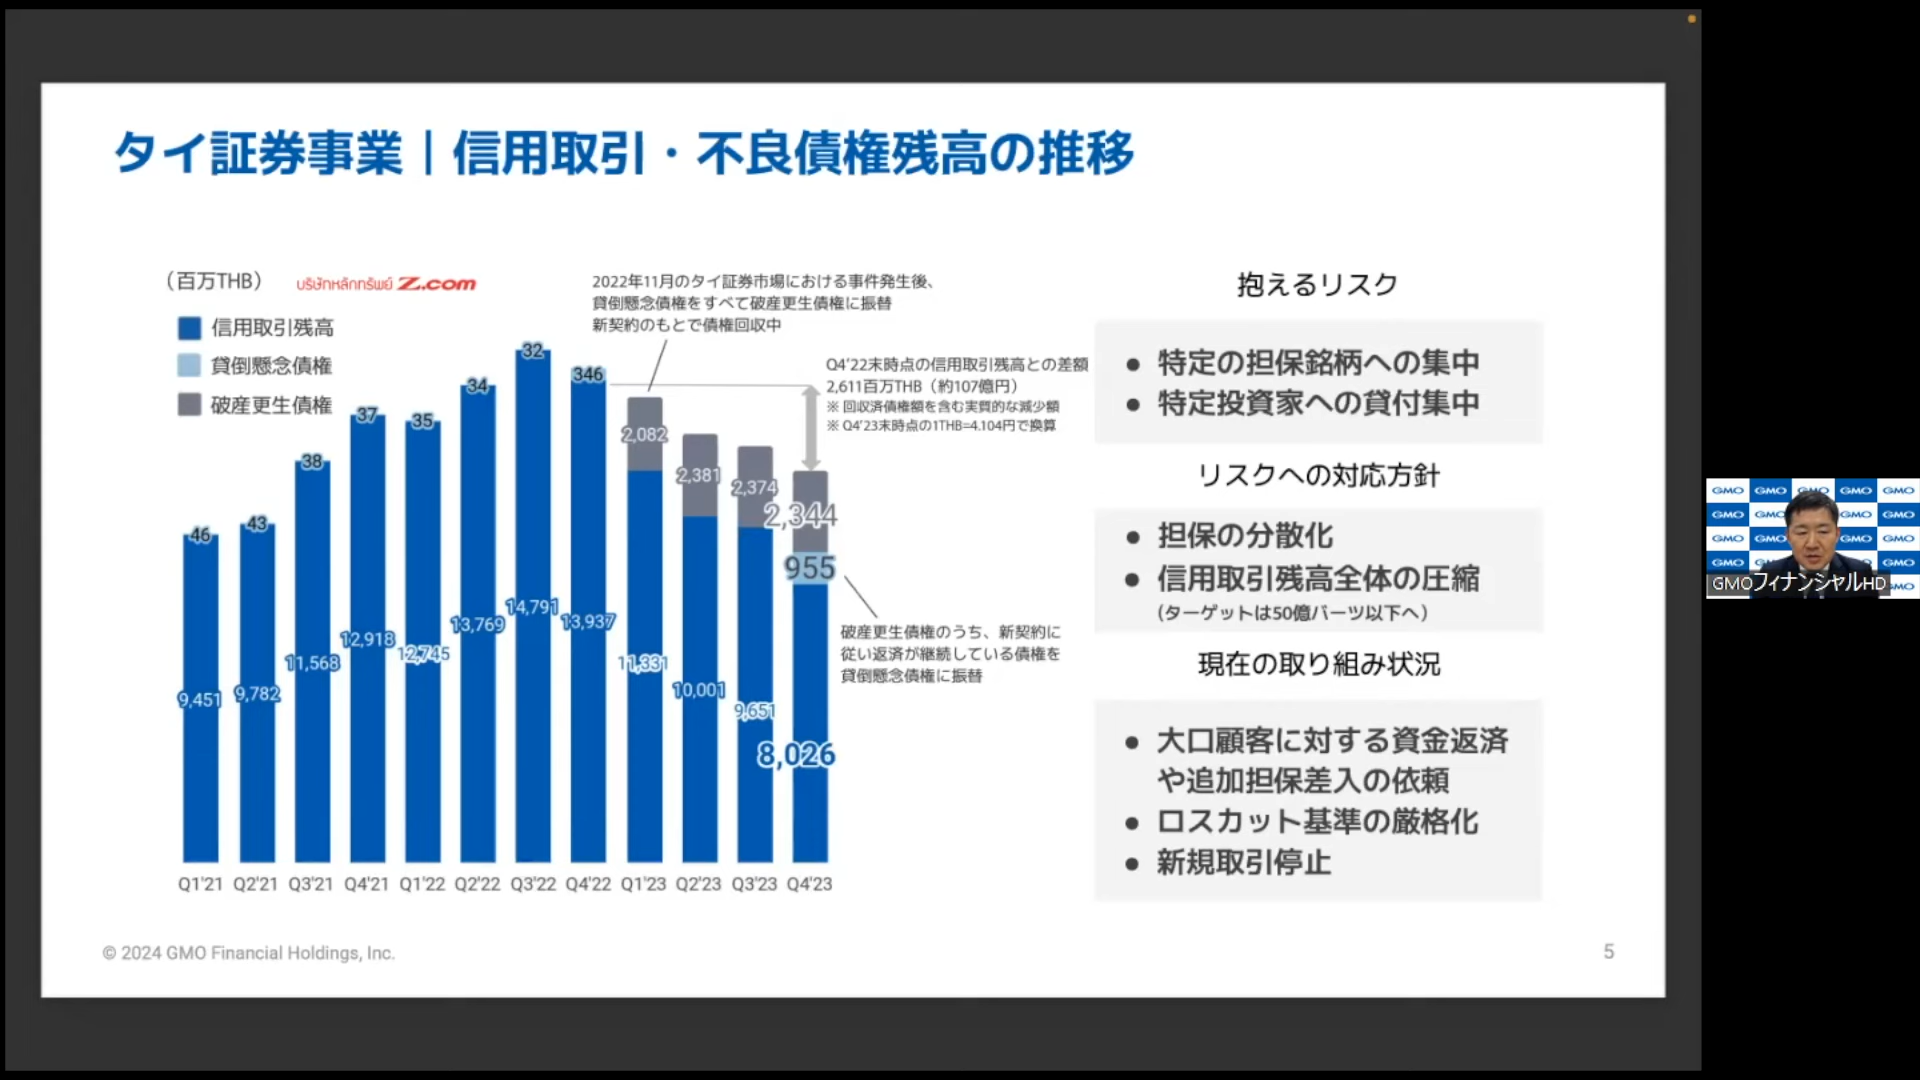 タイ証券事業｜信用取引・不良債権残高の推移
（百万THB）
บริษัทหลักทรัพย์ Z.com
信用取引残高
貸倒懸念債権
破産更生債権
2022年11月のタイ証券市場における事件発生後、
貸倒懸念債権をすべて破産更生債権に振替
新契約のもとで債権回収中
Q4'22末時点の信用取引残高との差額
2,611百万THB（約107億円）
※ 回収済債権額を含む実質的な減少額
※ Q4'23末時点の1THB=4.104円で換算
46 43 38 37 35 34 32 346
2,082 2,381 2,374 2,344
955
9,451 9,782 11,568 12,918 12,745 13,769 14,791 13,937 11,331 10,001 9,651 8,026
破産更生債権のうち、新契約に
従い返済が継続している債権を
貸倒懸念債権に振替
Q1'21 Q2'21 Q3'21 Q4'21 Q1'22 Q2'22 Q3'22 Q4'22 Q1'23 Q2'23 Q3'23 Q4'23
抱えるリスク
● 特定の担保銘柄への集中
● 特定投資家への貸付集中
リスクへの対応方針
● 担保の分散化
● 信用取引残高全体の圧縮
(ターゲットは50億バーツ以下へ）
現在の取り組み状況
● 大口顧客に対する資金返済
や追加担保差入の依頼
● ロスカット基準の厳格化
● 新規取引停止
© 2024 GMO Financial Holdings, Inc.
5
GMO GMO GMO GMO GMO
GMO GMO GMO GMO
GMO GMO GMO
GMO GMO GMO
GMOフィナンシャルHD